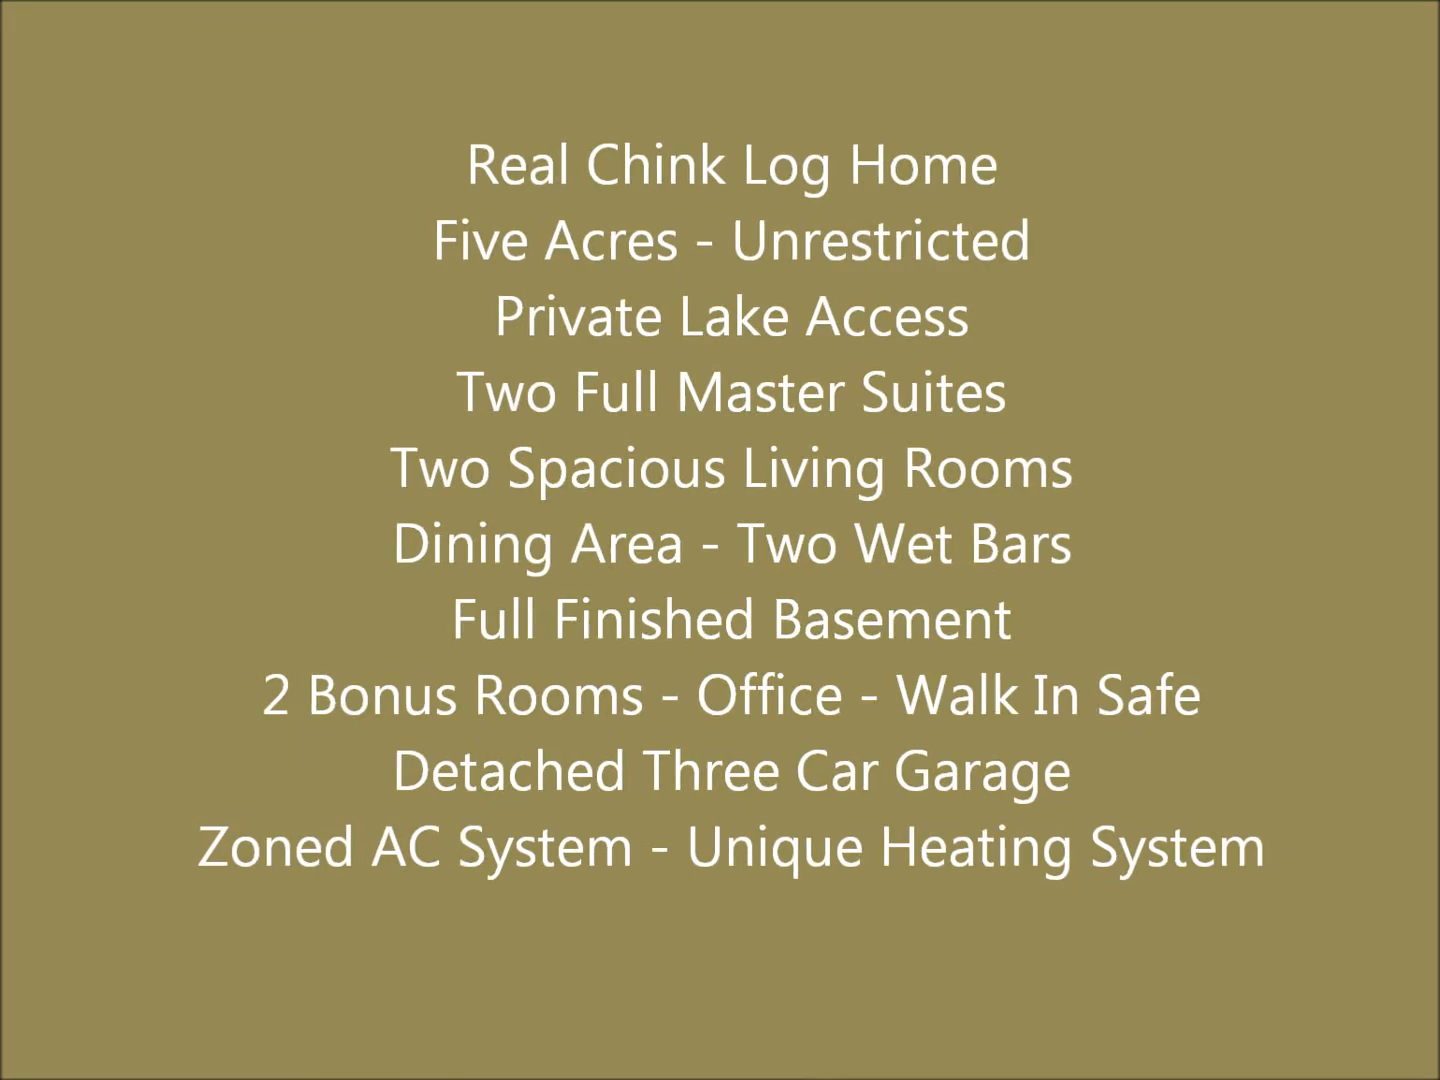 Real Chink Log Home
Five Acres - Unrestricted
Private Lake Access
Two Full Master Suites
Two Spacious Living Rooms
Dining Area - Two Wet Bars
Full Finished Basement
2 Bonus Rooms - Office - Walk In Safe
Detached Three Car Garage
Zoned AC System - Unique Heating System